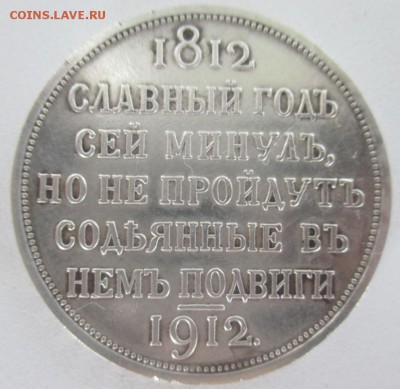 COINS.LAVE.RU
1812
СЛАВНЫЙ ГОДЪ
СЕЙ МИНУЛЪ,
НО НЕ ПРОЙДУТЪ
СОДѢЯННЫЕ ВЪ
НЕМЪ ПОДВИГИ
1912.